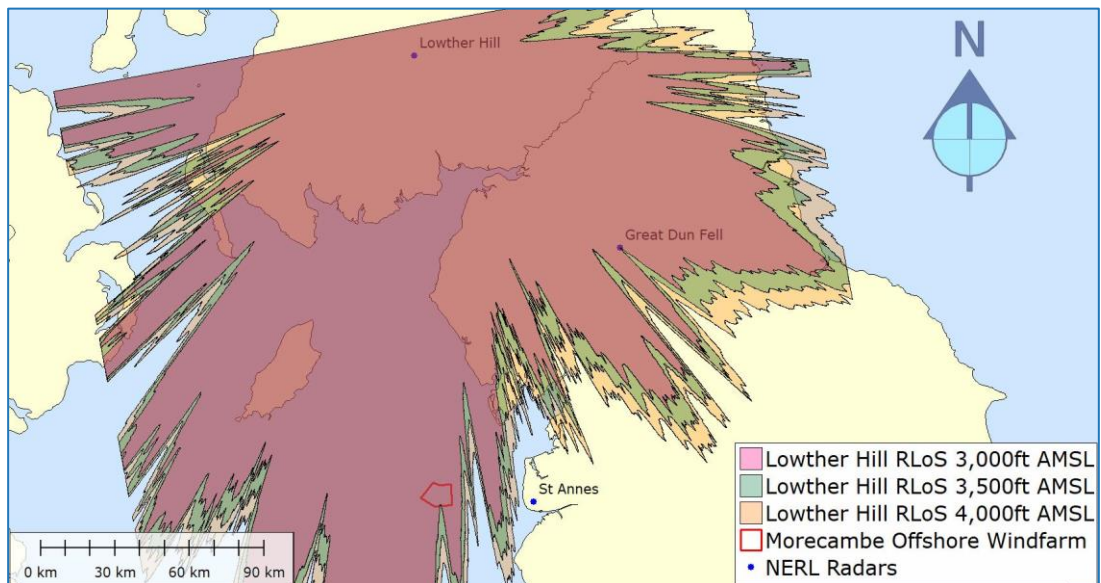 Lowther Hill
N
Great Dun Fell
St Annes
Lowther Hill RLoS 3,000ft AMSL
Lowther Hill RLoS 3,500ft AMSL
Lowther Hill RLoS 4,000ft AMSL
Morecambe Offshore Windfarm
NERL Radars
0 km 30 km 60 km 90 km